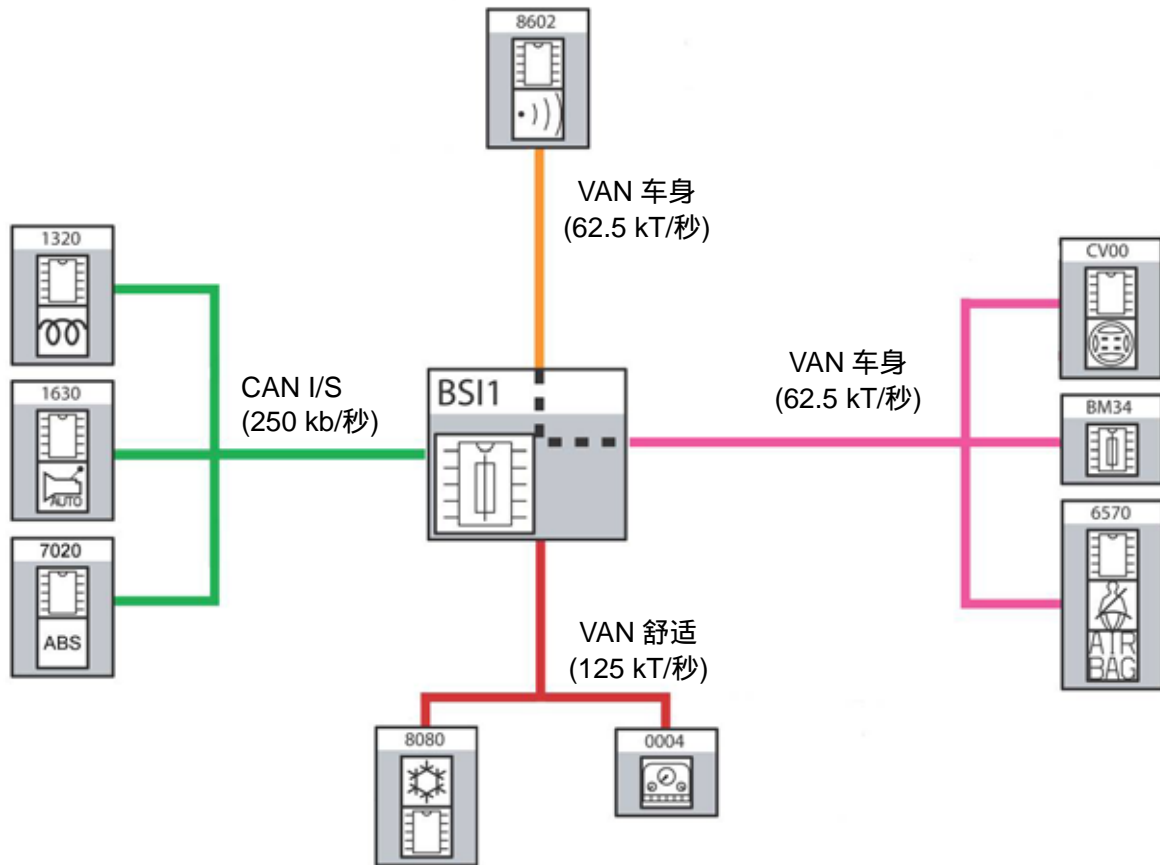 8602
VAN 车身
(62.5 kT/秒)
1320
CV00
CAN I/S
(250 kb/秒)
BSI1
VAN 车身
(62.5 kT/秒)
1630
AUTO
BM34
7020
ABS
6570
AIR
BAG
VAN 舒适
(125 kT/秒)
8080
0004